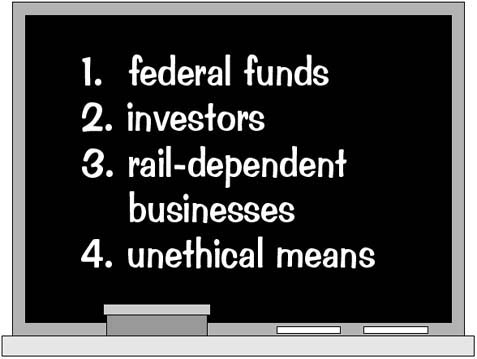 1. federal funds
2. investors
3. rail-dependent
businesses
4. unethical means